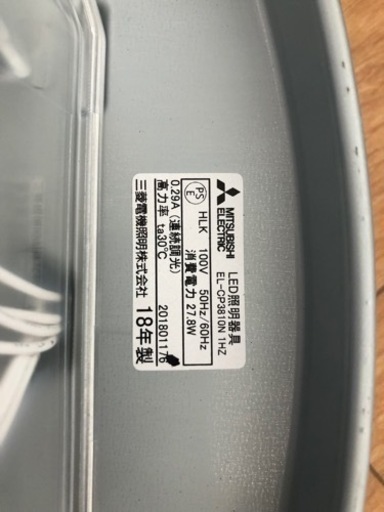 MITSUBISHI ELECTRIC
LED照明器具
EL-CP3810N 1HZ
PS E HLK 100V 50Hz/60Hz
消費電力 27.8W
0.29A (連続調光)
高力率 ta30℃
201801176
三菱電機照明株式会社 18年製